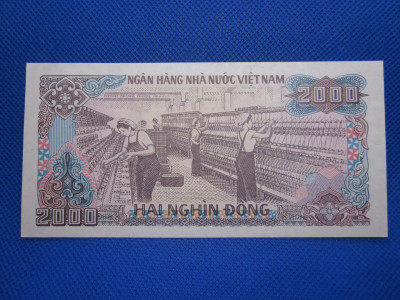 NGÂN HÀNG NHÀ NƯỚC VIỆT NAM
2000
2000
HAI NGHÌN ĐỒNG